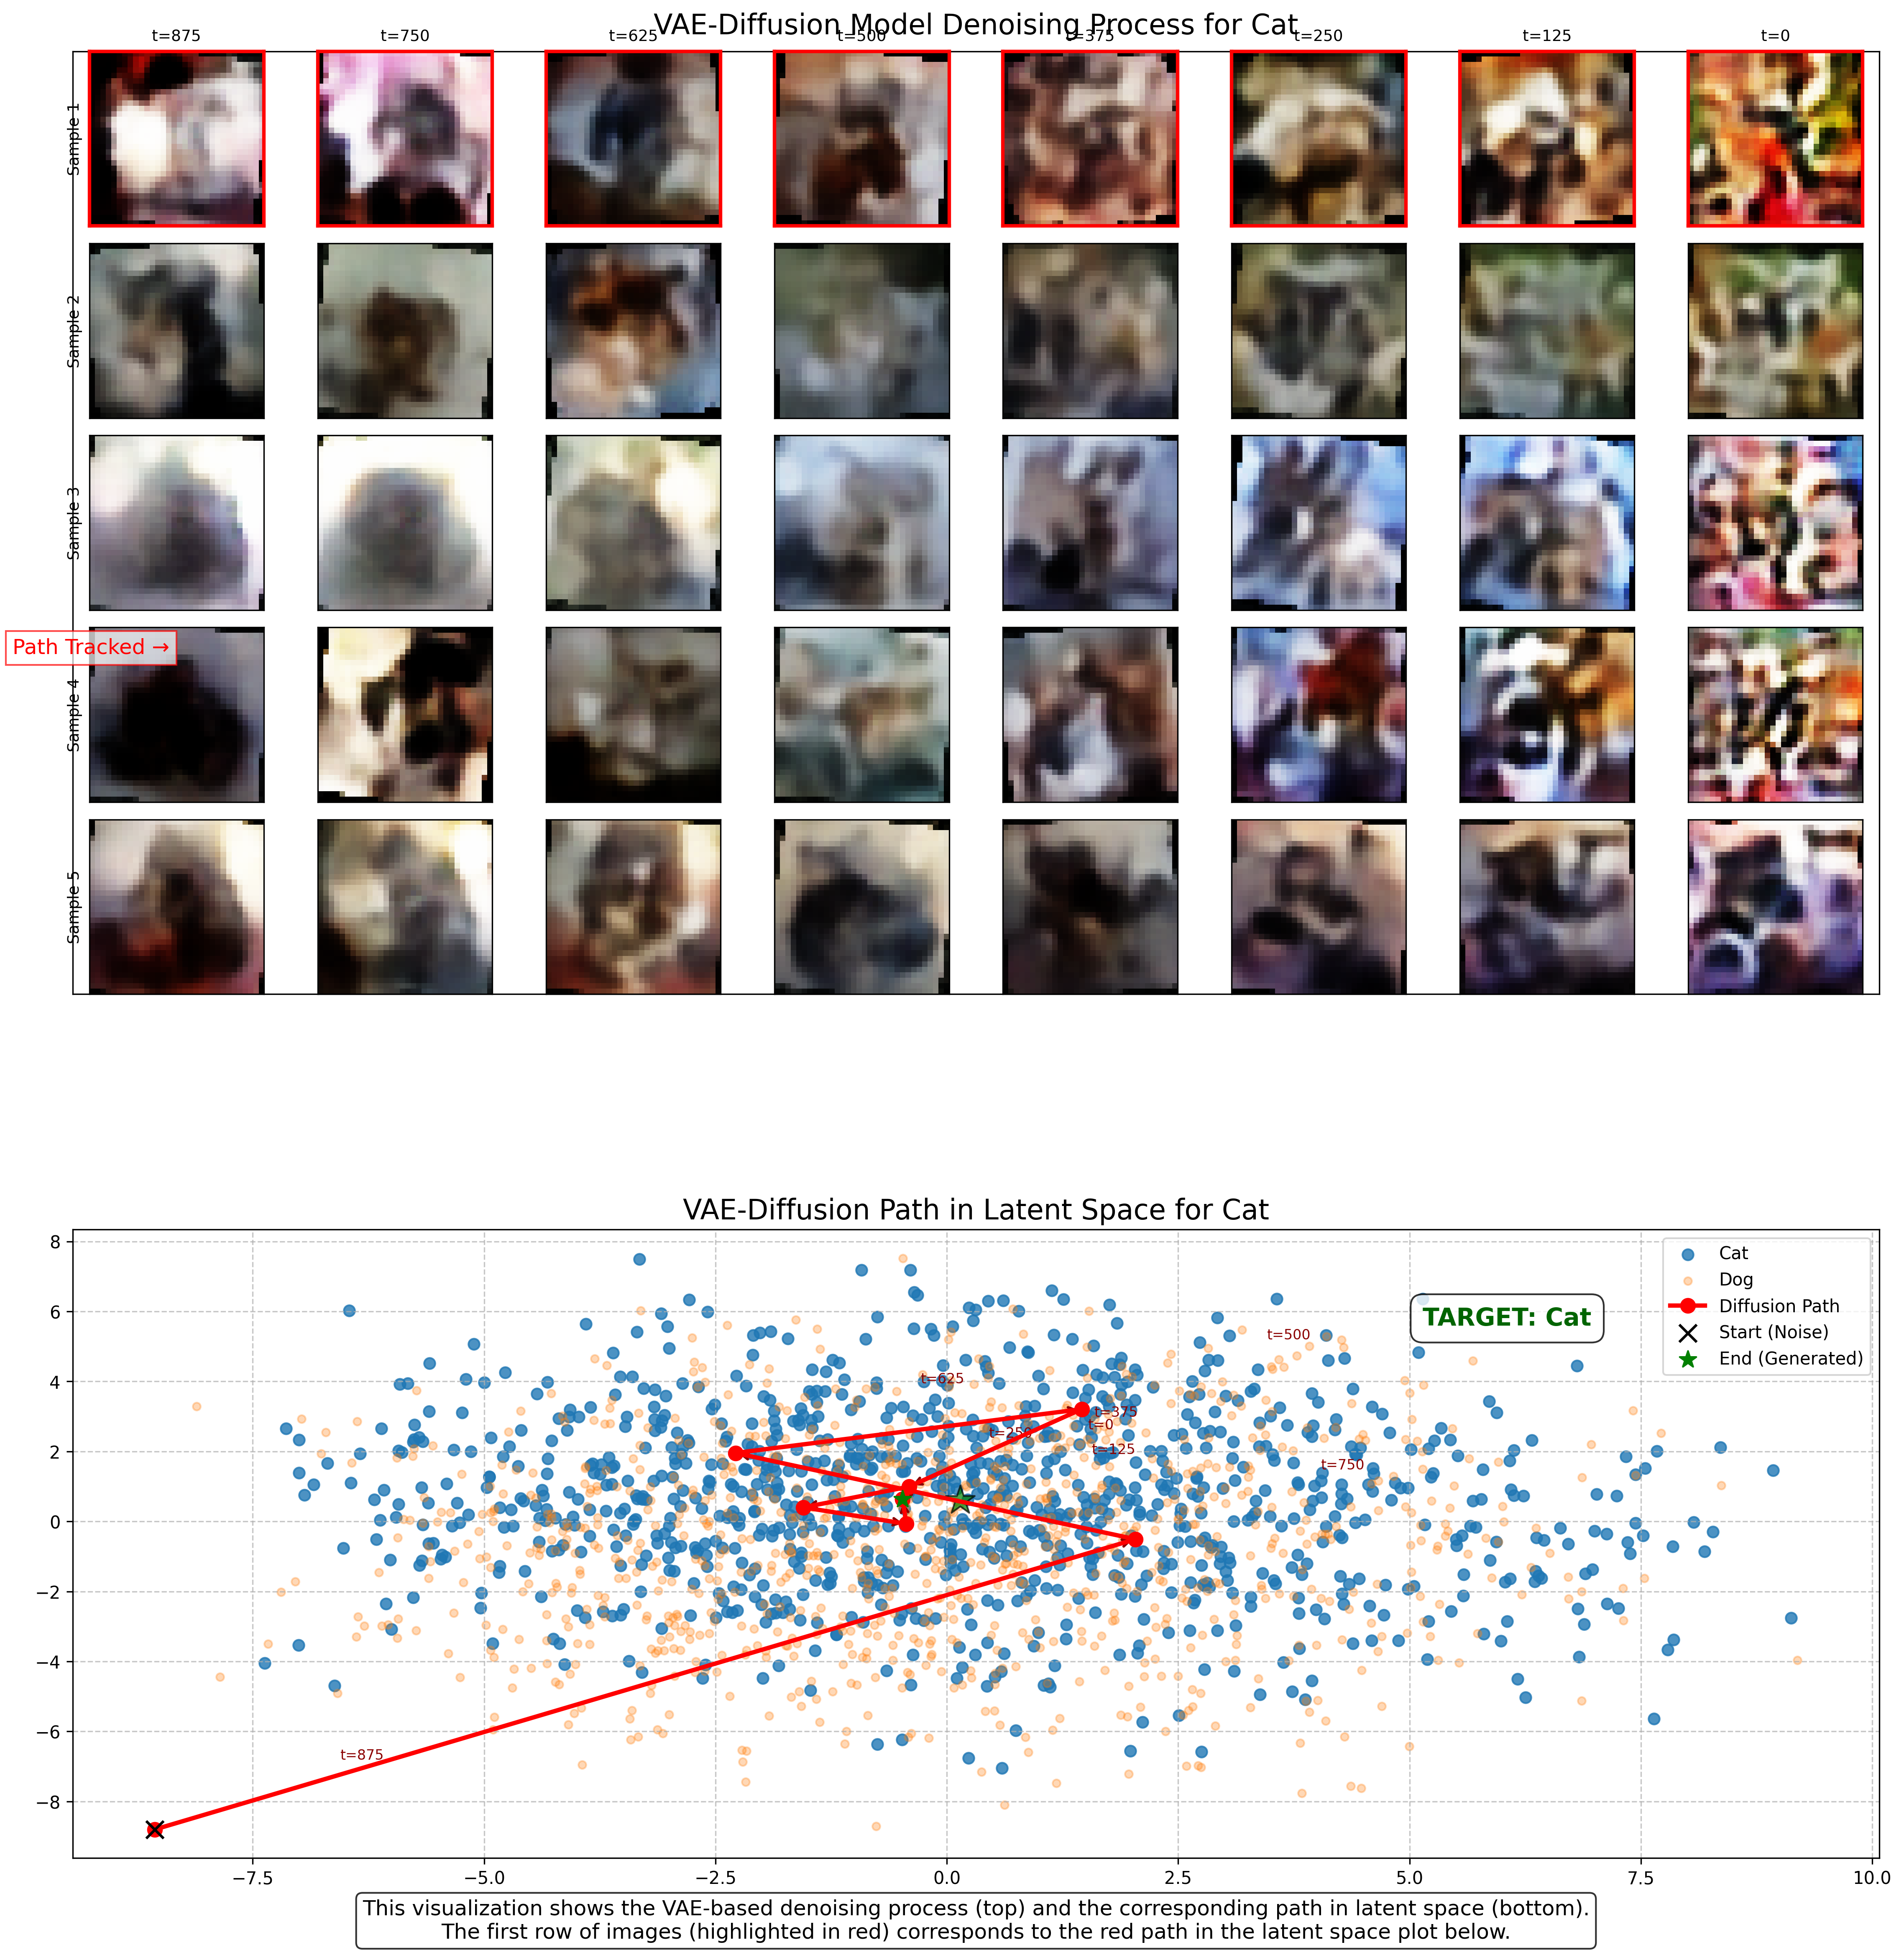 VAE-Diffusion Model Denoising Process for Cat
t=875 t=750 t=625 t=500 t=375 t=250 t=125 t=0
Sample 1
Sample 2
Sample 3
Path Tracked →
Sample 4
Sample 5
VAE-Diffusion Path in Latent Space for Cat
8
6
4
2
0
−2
−4
−6
−8
Cat
Dog
Diffusion Path
Start (Noise)
End (Generated)
TARGET: Cat
t=500
t=625
t=375
t=0
t=250
t=125
t=750
t=875
−7.5 −5.0 −2.5 0.0 2.5 5.0 7.5 10.0
This visualization shows the VAE-based denoising process (top) and the corresponding path in latent space (bottom).
The first row of images (highlighted in red) corresponds to the red path in the latent space plot below.